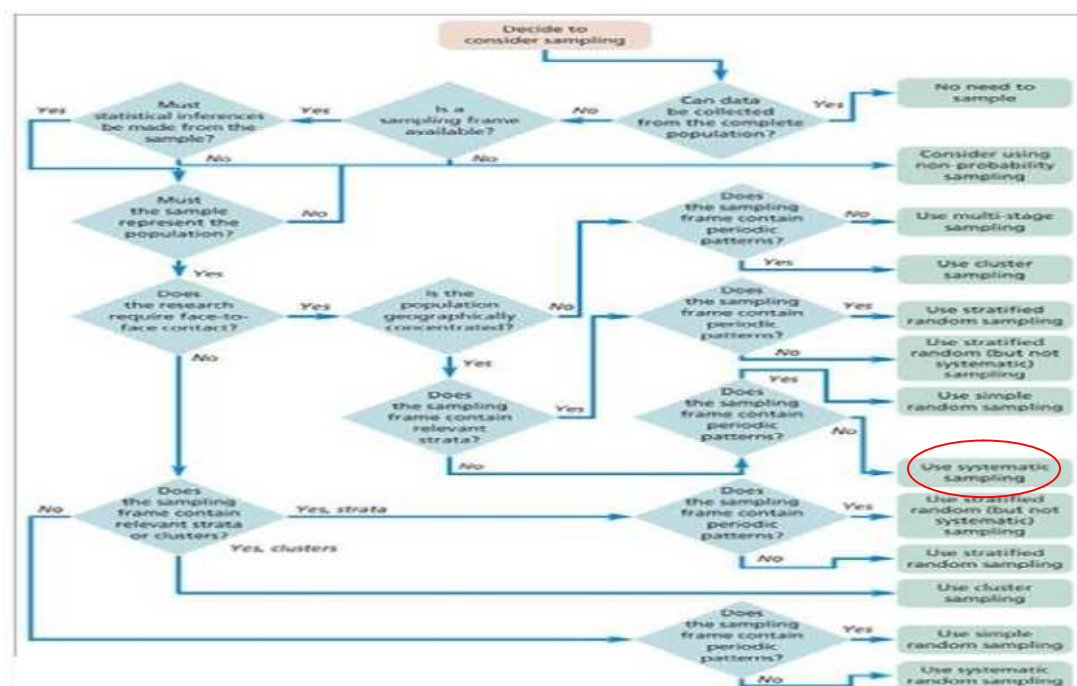 Decide to
consider sampling
Must
statistical inferences
be made from the
sample?
Yes
Yes
Is a
sampling frame
available?
No
Can data
be collected
from the complete
population?
Yes
No need to
sample
No
No
Consider using
non-probability
sampling
Must
the sample
represent the
population?
No
Does
the sampling
frame contain
periodic
patterns?
No
Use multi-stage
sampling
Yes
Yes
Use cluster
sampling
Does
the research
require face-to-
face contact?
Yes
Is the
population
geographically
concentrated?
No
Does
the sampling
frame contain
periodic
patterns?
Yes
Use stratified
random sampling
No
Yes
No
Use stratified
random (but not
systematic)
sampling
Does
the sampling
frame contain
relevant
strata?
Yes
Does
the sampling
frame contain
periodic
patterns?
Yes
Use simple
random sampling
No
No
Use systematic
sampling
Does
the sampling
frame contain
relevant strata
or clusters?
No
Yes, strata
Yes, clusters
Does
the sampling
frame contain
periodic
patterns?
Yes
Use stratified
random (but not
systematic)
sampling
No
Use stratified
random sampling
Use cluster
sampling
Does
the sampling
frame contain
periodic
patterns?
Yes
Use simple
random sampling
No
Use systematic
random sampling